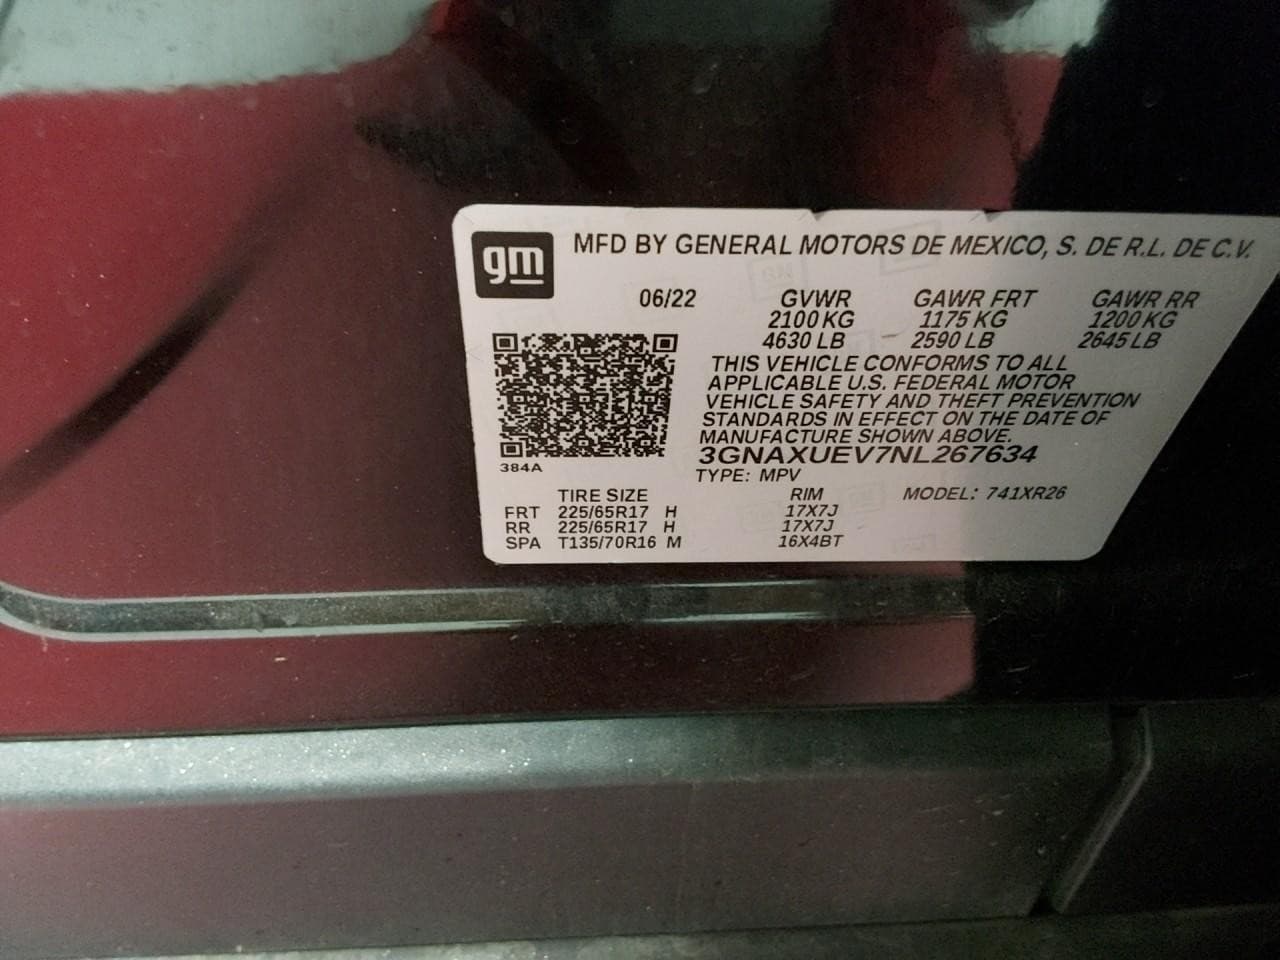 gm MFD BY GENERAL MOTORS DE MEXICO, S. DE R.L. DE C.V.
06/22 GVWR GAWR FRT GAWR RR
2100 KG 1175 KG 1200 KG
4630 LB 2590 LB 2645 LB
THIS VEHICLE CONFORMS TO ALL
APPLICABLE U.S. FEDERAL MOTOR
VEHICLE SAFETY AND THEFT PREVENTION
STANDARDS IN EFFECT ON THE DATE OF
MANUFACTURE SHOWN ABOVE.
3GNAXUEV7NL267634
384A
TYPE: MPV
TIRE SIZE RIM MODEL: 741XR26
FRT 225/65R17 H 17X7J
RR 225/65R17 H 17X7J
SPA T135/70R16 M 16X4BT